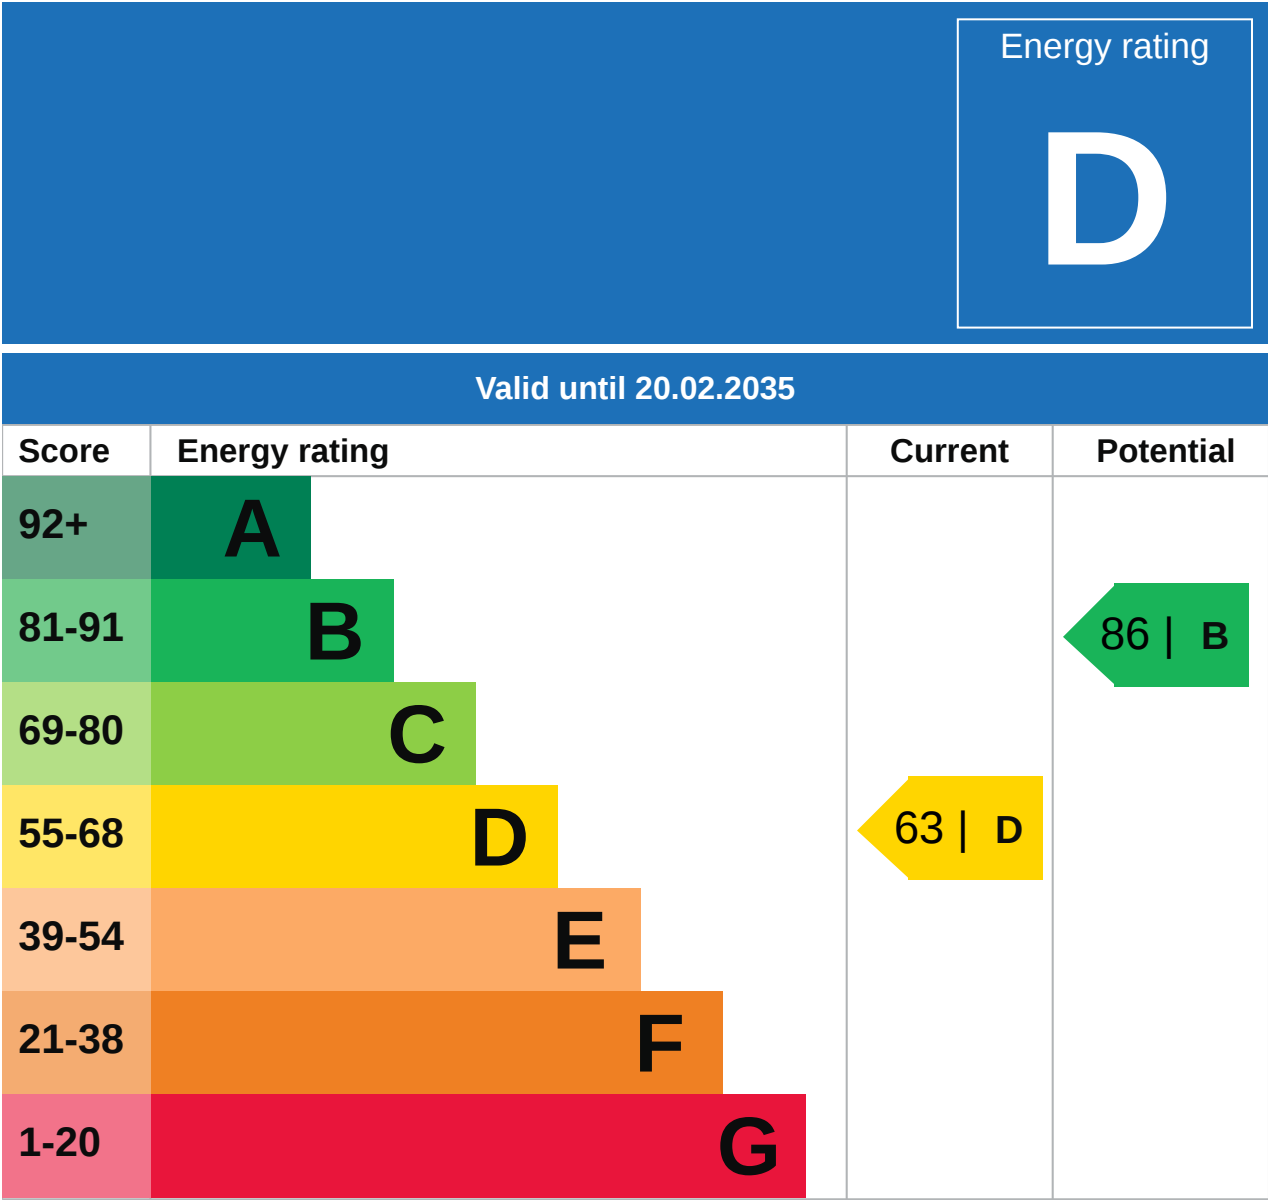 Energy rating
D
Valid until 20.02.2035
Score Energy rating Current Potential
92+ A
81-91 B 86 | B
69-80 C
55-68 D 63 | D
39-54 E
21-38 F
1-20 G